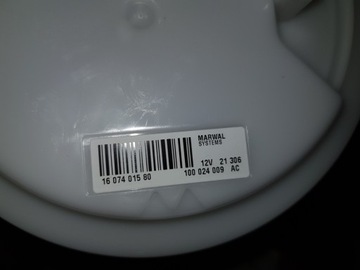 MARWAL
SYSTEMS
12V 21 306
16 074 015 80 100 024 009 AC